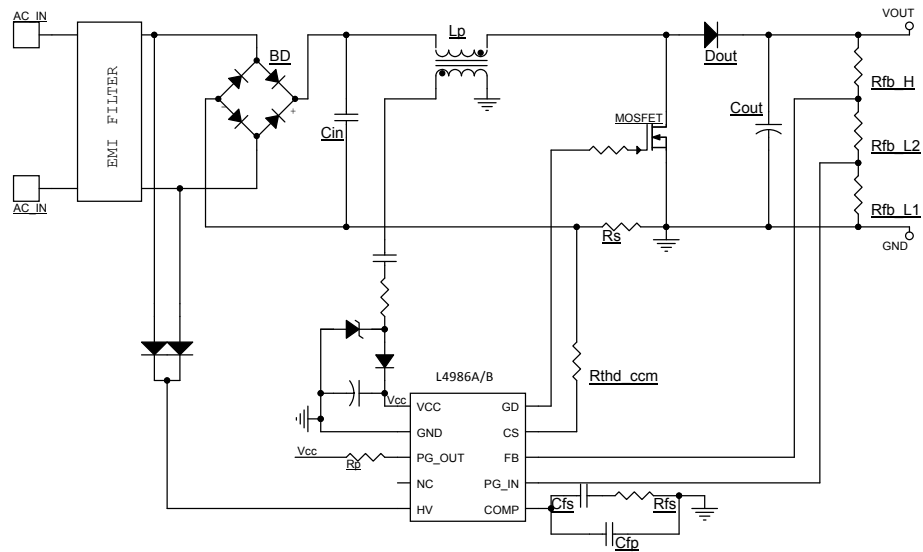 AC_IN
EMI FILTER
AC_IN
BD
Cin
Lp
MOSFET
Dout
Cout
VOUT
Rfb_H
Rfb_L2
Rfb_L1
GND
Rs
Rthd_ccm
L4986A/B
Vcc
VCC
GND
PG_OUT
NC
HV
GD
CS
FB
PG_IN
COMP
Vcc
Rp
Cfs
Rfs
Cfp
- +